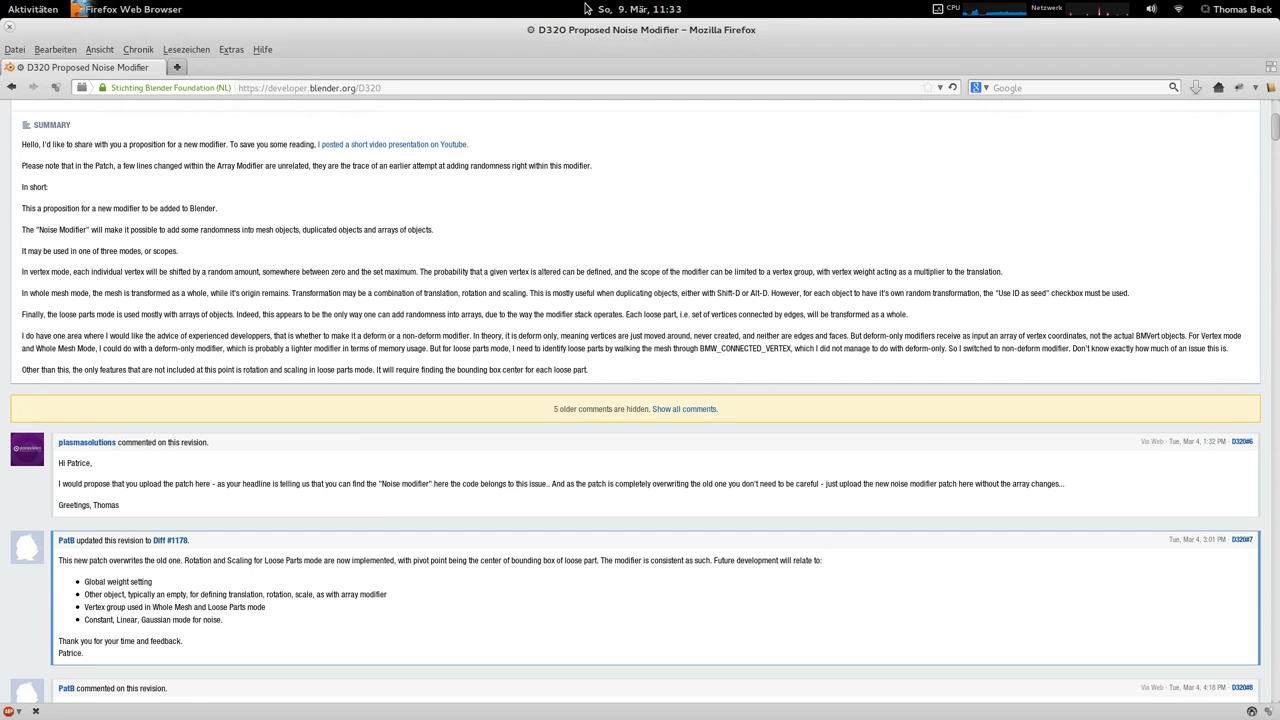 Aktivitäten Firefox Web Browser So, 9. Mär, 11:33 CPU Netzwerk Thomas Beck
D320 Proposed Noise Modifier – Mozilla Firefox
Datei Bearbeiten Ansicht Chronik Lesezeichen Extras Hilfe
D320 Proposed Noise Modifier
Stichting Blender Foundation (NL) https://developer.blender.org/D320 Google
SUMMARY
Hello, I'd like to share with you a proposition for a new modifier. To save you some reading, I posted a short video presentation on Youtube.
Please note that in the Patch, a few lines changed within the Array Modifier are unrelated, they are the trace of an earlier attempt at adding randomness right within this modifier.
In short:
This a proposition for a new modifier to be added to Blender.
The "Noise Modifier" will make it possible to add some randomness into mesh objects, duplicated objects and arrays of objects.
It may be used in one of three modes, or scopes.
In vertex mode, each individual vertex will be shifted by a random amount, somewhere between zero and the set maximum. The probability that a given vertex is altered can be defined, and the scope of the modifier can be limited to a vertex group, with vertex weight acting as a multiplier to the translation.
In whole mesh mode, the mesh is transformed as a whole, while it's origin remains. Transformation may be a combination of translation, rotation and scaling. This is mostly useful when duplicating objects, either with Shift-D or Alt-D. However, for each object to have it's own random transformation, the "Use ID as seed" checkbox must be used.
Finally, the loose parts mode is used mostly with arrays of objects. Indeed, this appears to be the only way one can add randomness into arrays, due to the way the modifier stack operates. Each loose part, i.e. set of vertices connected by edges, will be transformed as a whole.
I do have one area where I would like the advice of experienced developers, that is whether to make it a deform or a non-deform modifier. In theory, it is deform only, meaning vertices are just moved around, never created, and neither are edges and faces. But deform-only modifiers receive as input an array of vertex coordinates, not the actual BMVert objects. For Vertex mode
and Whole Mesh Mode, I could do with a deform-only modifier, which is probably a lighter modifier in terms of memory usage. But for loose parts mode, I need to identify loose parts by walking the mesh through BMW_CONNECTED_VERTEX, which I did not manage to do with deform-only. So I switched to non-deform modifier. Don't know exactly how much of an issue this is.
Other than this, the only features that are not included at this point is rotation and scaling in loose parts mode. It will require finding the bounding box center for each loose part.
5 older comments are hidden. Show all comments.
plasmasolutions commented on this revision. Via Web · Tue, Mar 4, 1:32 PM · D320#6
Hi Patrice,
I would propose that you upload the patch here - as your headline is telling us that you can find the "Noise modifier" here the code belongs to this issue.. And as the patch is completely overwriting the old one you don't need to be careful - just upload the new noise modifier patch here without the array changes...
Greetings, Thomas
PatB updated this revision to Diff #1178. Tue, Mar 4, 3:01 PM · D320#7
This new patch overwrites the old one. Rotation and Scaling for Loose Parts mode are now implemented, with pivot point being the center of bounding box of loose part. The modifier is consistent as such. Future development will relate to:
• Global weight setting
• Other object, typically an empty, for defining translation, rotation, scale, as with array modifier
• Vertex group used in Whole Mesh and Loose Parts mode
• Constant, Linear, Gaussian mode for noise.
Thank you for your time and feedback.
Patrice.
PatB commented on this revision. Via Web · Tue, Mar 4, 4:18 PM · D320#8